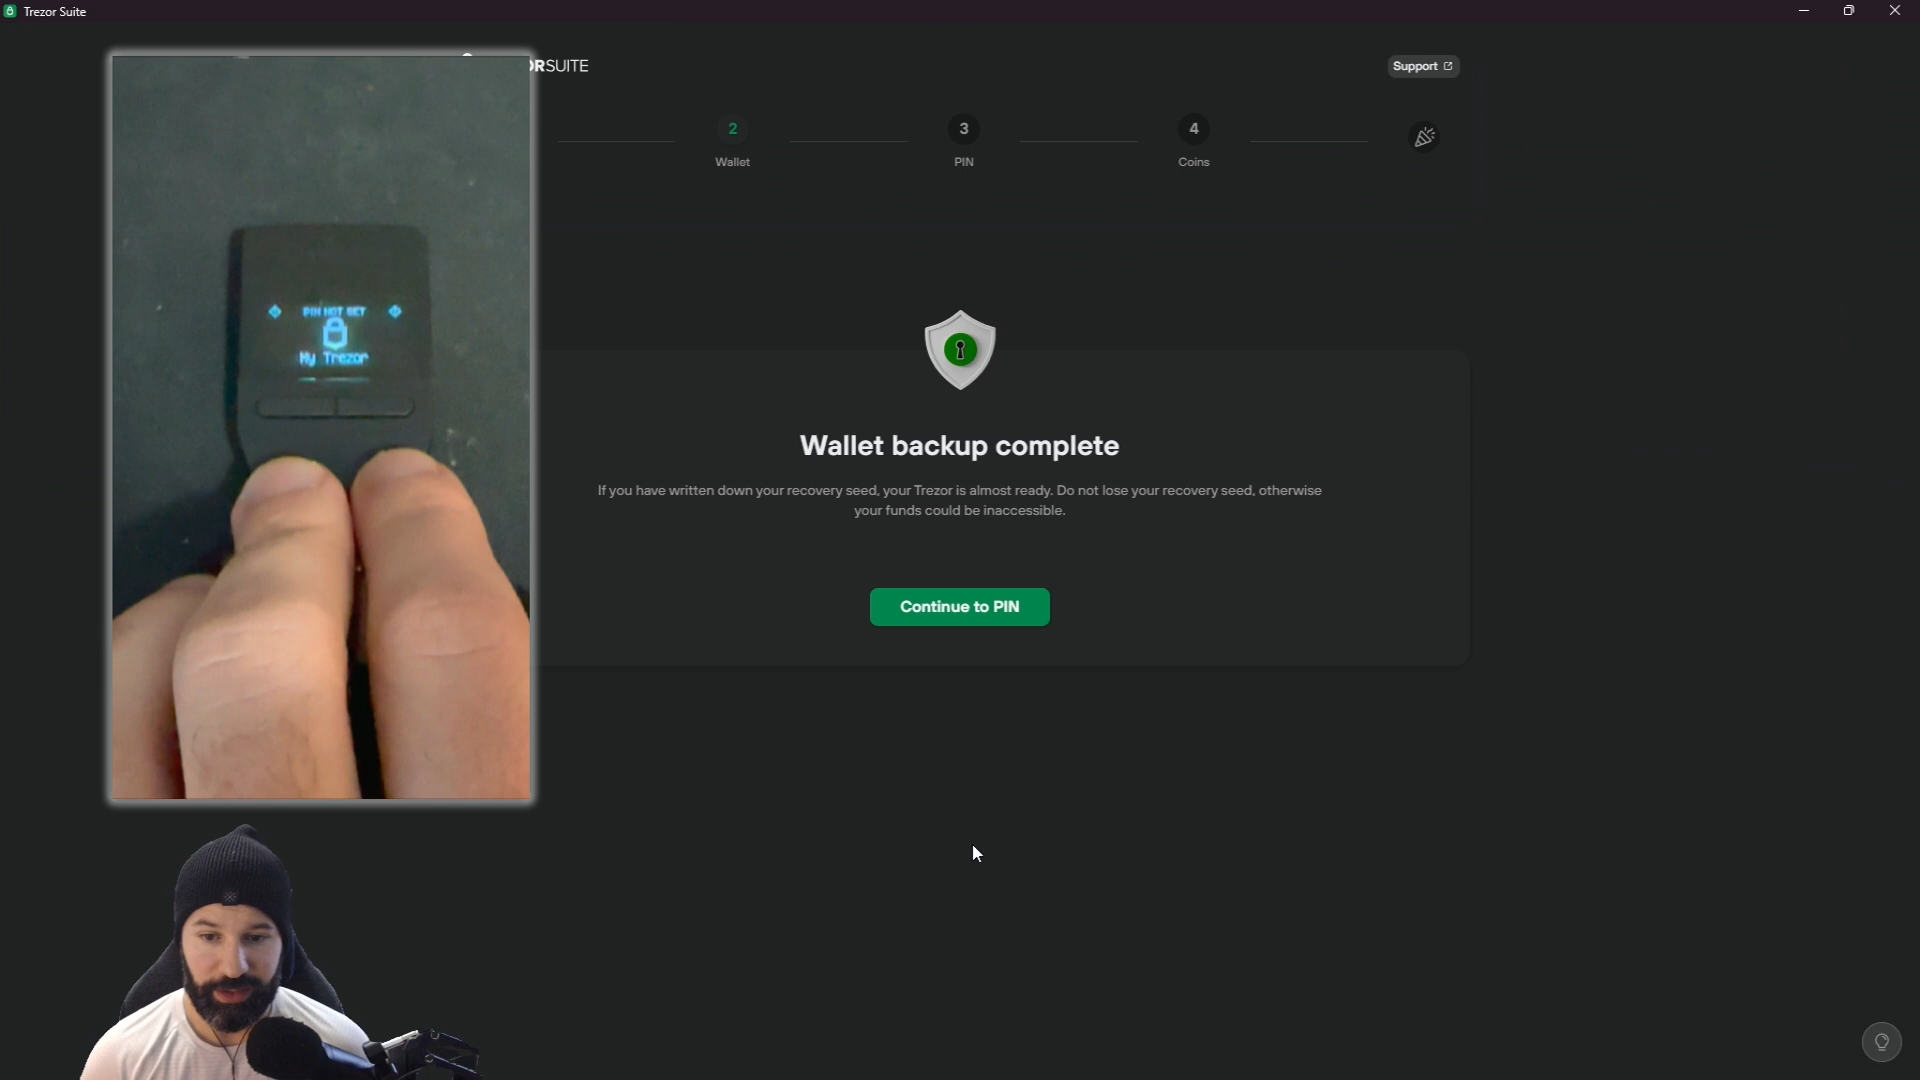 Trezor Suite
RSUITE
Support
2
3
4
Wallet
PIN
Coins
PIN NOT SET
My Trezor
Wallet backup complete
If you have written down your recovery seed, your Trezor is almost ready. Do not lose your recovery seed, otherwise
your funds could be inaccessible.
Continue to PIN